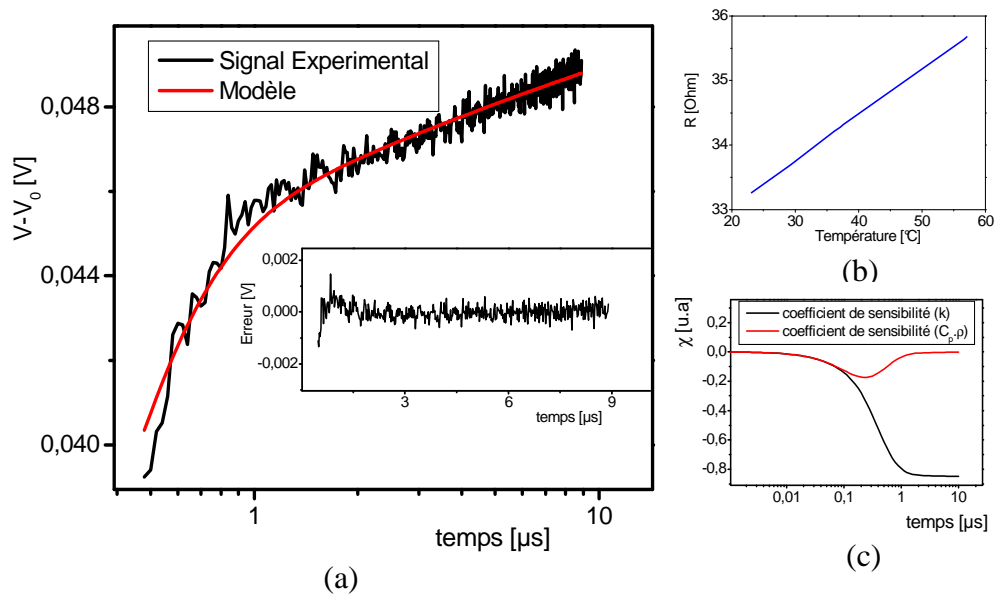 Signal Experimental
Modèle
0,048
0,044
0,040
V-V0 [V]
1
10
temps [µs]
0,002
0,000
-0,002
Erreur [V]
3
6
9
temps [µs]
(a)
36
35
34
33
R [Ohm]
20
30
40
50
60
Température [°C]
(b)
coefficient de sensibilité (k)
coefficient de sensibilité (Cp.ρ)
0,2
0,0
-0,2
-0,4
-0,6
-0,8
χ [u.a]
0,01
0,1
1
10
temps [µs]
(c)